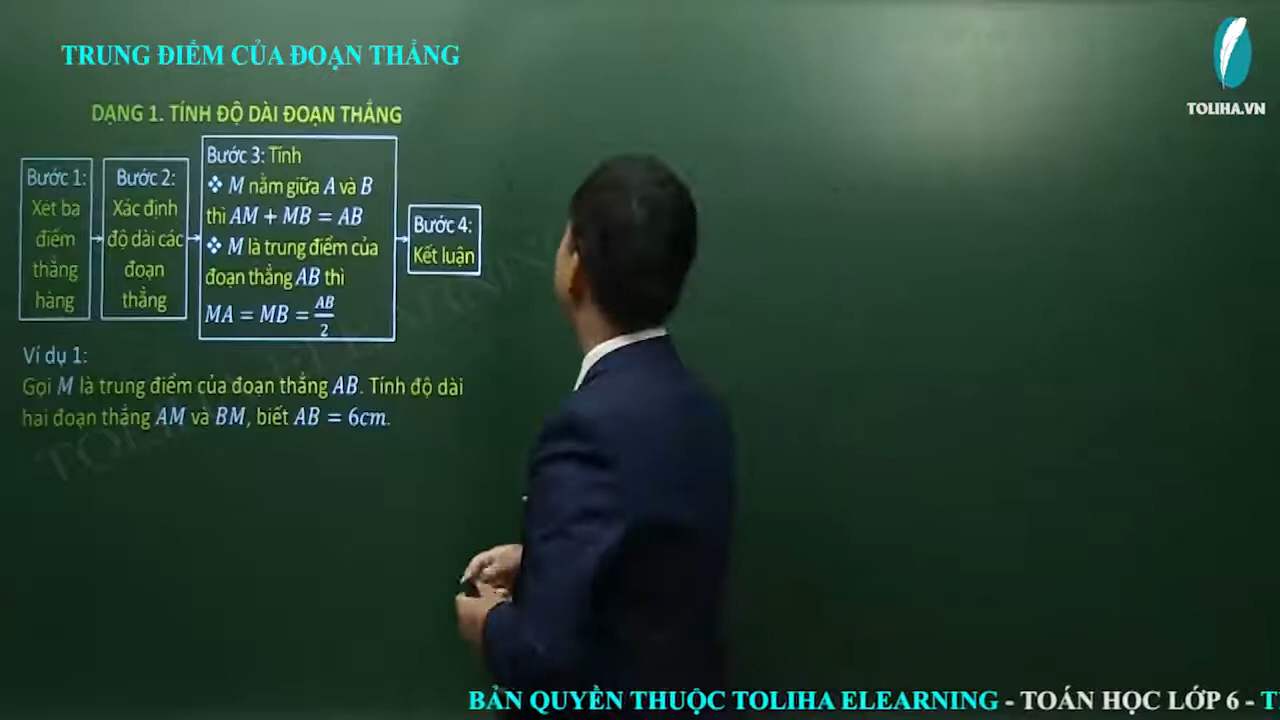 TRUNG ĐIỂM CỦA ĐOẠN THẲNG
TOLIHA.VN
DẠNG 1. TÍNH ĐỘ DÀI ĐOẠN THẲNG
Bước 1:
Xét ba
điểm
thẳng
hàng
Bước 2:
Xác định
độ dài các
đoạn
thẳng
Bước 3: Tính
❖ M nằm giữa A và B
thì AM + MB = AB
❖ M là trung điểm của
đoạn thẳng AB thì
MA = MB = AB/2
Bước 4:
Kết luận
Ví dụ 1:
Gọi M là trung điểm của đoạn thẳng AB. Tính độ dài
hai đoạn thẳng AM và BM, biết AB = 6cm.
BẢN QUYỀN THUỘC TOLIHA ELEARNING - TOÁN HỌC LỚP 6 -